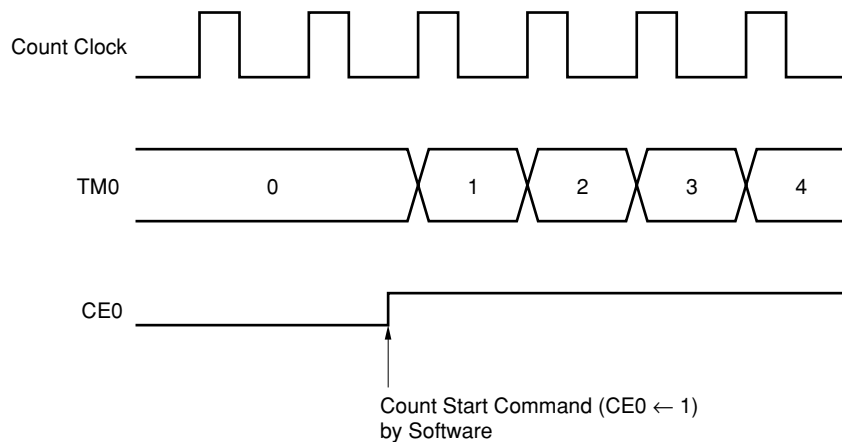 Count Clock
TM0
0
1
2
3
4
CE0
Count Start Command (CE0 ← 1)
by Software